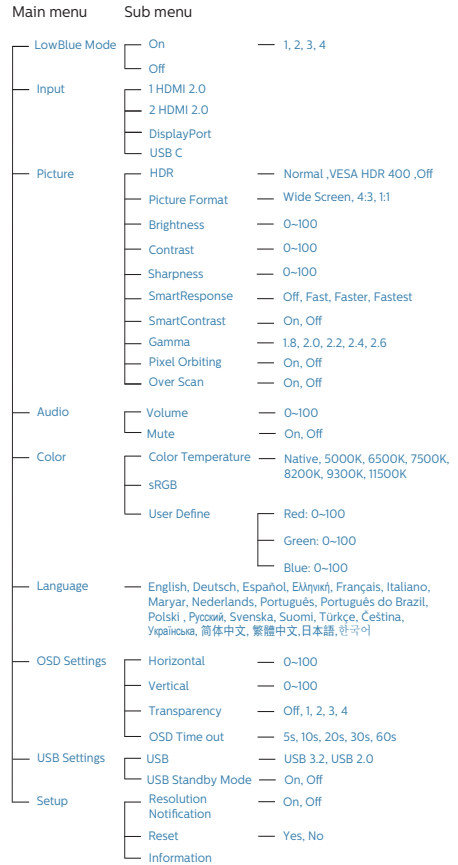 Main menu Sub menu
LowBlue Mode On 1, 2, 3, 4
Off
Input 1 HDMI 2.0
2 HDMI 2.0
DisplayPort
USB C
Picture HDR Normal ,VESA HDR 400 ,Off
Picture Format Wide Screen, 4:3, 1:1
Brightness 0~100
Contrast 0~100
Sharpness 0~100
SmartResponse Off, Fast, Faster, Fastest
SmartContrast On, Off
Gamma 1.8, 2.0, 2.2, 2.4, 2.6
Pixel Orbiting On, Off
Over Scan On, Off
Audio Volume 0~100
Mute On, Off
Color Color Temperature Native, 5000K, 6500K, 7500K,
8200K, 9300K, 11500K
sRGB
User Define Red: 0~100
Green: 0~100
Blue: 0~100
Language English, Deutsch, Español, Ελληνική, Français, Italiano,
Maryar, Nederlands, Português, Português do Brazil,
Polski , Русский, Svenska, Suomi, Türkçe, Čeština,
Українська, 简体中文, 繁體中文,日本語,한국어
OSD Settings Horizontal 0~100
Vertical 0~100
Transparency Off, 1, 2, 3, 4
OSD Time out 5s, 10s, 20s, 30s, 60s
USB Settings USB USB 3.2, USB 2.0
USB Standby Mode On, Off
Setup Resolution On, Off
Notification
Reset Yes, No
Information